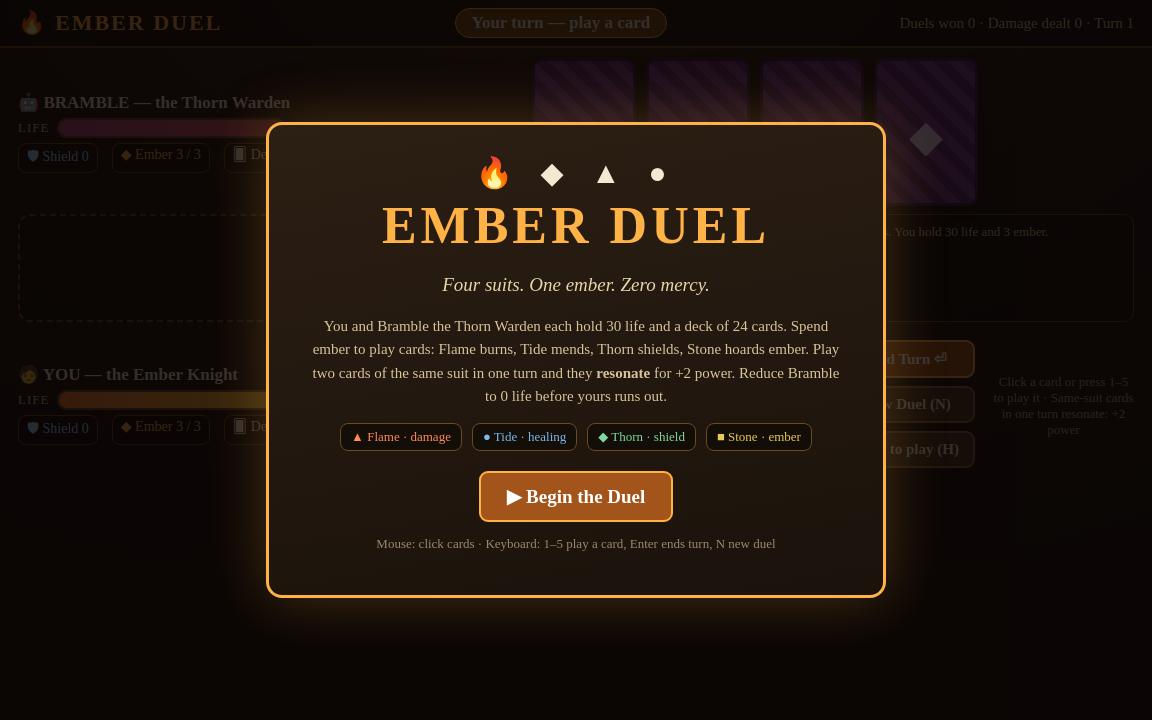 EMBER DUEL
Your turn — play a card
Duels won 0 · Damage dealt 0 · Turn 1
BRAMBLE — the Thorn Warden
LIFE
Shield 0
Ember 3 / 3
De
. You hold 30 life and 3 ember.
EMBER DUEL
Four suits. One ember. Zero mercy.
You and Bramble the Thorn Warden each hold 30 life and a deck of 24 cards. Spend
ember to play cards: Flame burns, Tide mends, Thorn shields, Stone hoards ember. Play
two cards of the same suit in one turn and they resonate for +2 power. Reduce Bramble
to 0 life before yours runs out.
▲ Flame · damage
● Tide · healing
◆ Thorn · shield
■ Stone · ember
▶ Begin the Duel
Mouse: click cards · Keyboard: 1–5 play a card, Enter ends turn, N new duel
YOU — the Ember Knight
LIFE
Shield 0
Ember 3 / 3
De
d Turn ⏎
w Duel (N)
to play (H)
Click a card or press 1–5
to play it · Same-suit cards
in one turn resonate: +2
power